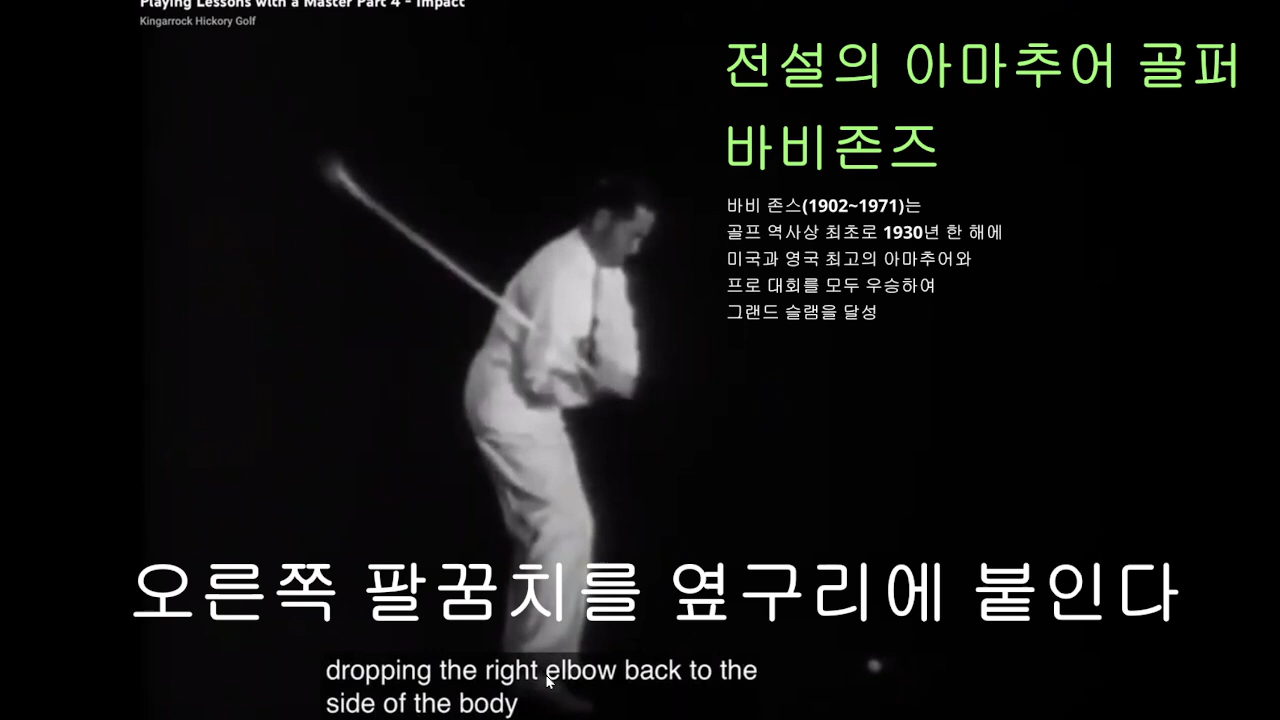 Playing Lessons with a Master Part 4 - Impact
Kingarrock Hickory Golf
전설의 아마추어 골퍼
바비존즈
바비 존스(1902~1971)는
골프 역사상 최초로 1930년 한 해에
미국과 영국 최고의 아마추어와
프로 대회를 모두 우승하여
그랜드 슬램을 달성
오른쪽 팔꿈치를 옆구리에 붙인다
dropping the right elbow back to the
side of the body